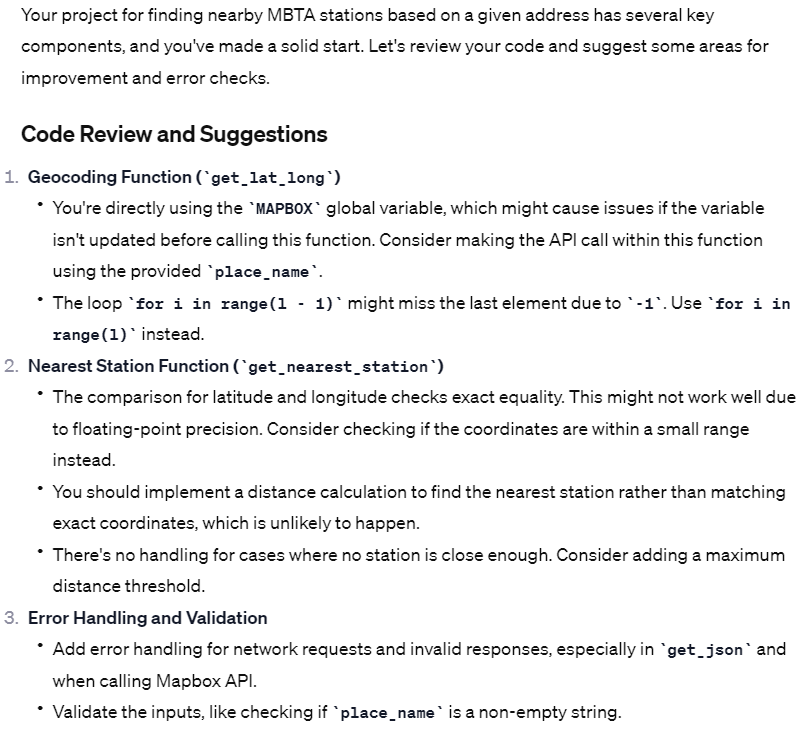 Your project for finding nearby MBTA stations based on a given address has several key
components, and you've made a solid start. Let's review your code and suggest some areas for
improvement and error checks.
Code Review and Suggestions
1. Geocoding Function (`get_lat_long`)
• You're directly using the `MAPBOX` global variable, which might cause issues if the variable
isn't updated before calling this function. Consider making the API call within this function
using the provided `place_name`.
• The loop `for i in range(l - 1)` might miss the last element due to `-1`. Use `for i in
range(l)` instead.
2. Nearest Station Function (`get_nearest_station`)
• The comparison for latitude and longitude checks exact equality. This might not work well due
to floating-point precision. Consider checking if the coordinates are within a small range
instead.
• You should implement a distance calculation to find the nearest station rather than matching
exact coordinates, which is unlikely to happen.
• There's no handling for cases where no station is close enough. Consider adding a maximum
distance threshold.
3. Error Handling and Validation
• Add error handling for network requests and invalid responses, especially in `get_json` and
when calling Mapbox API.
• Validate the inputs, like checking if `place_name` is a non-empty string.